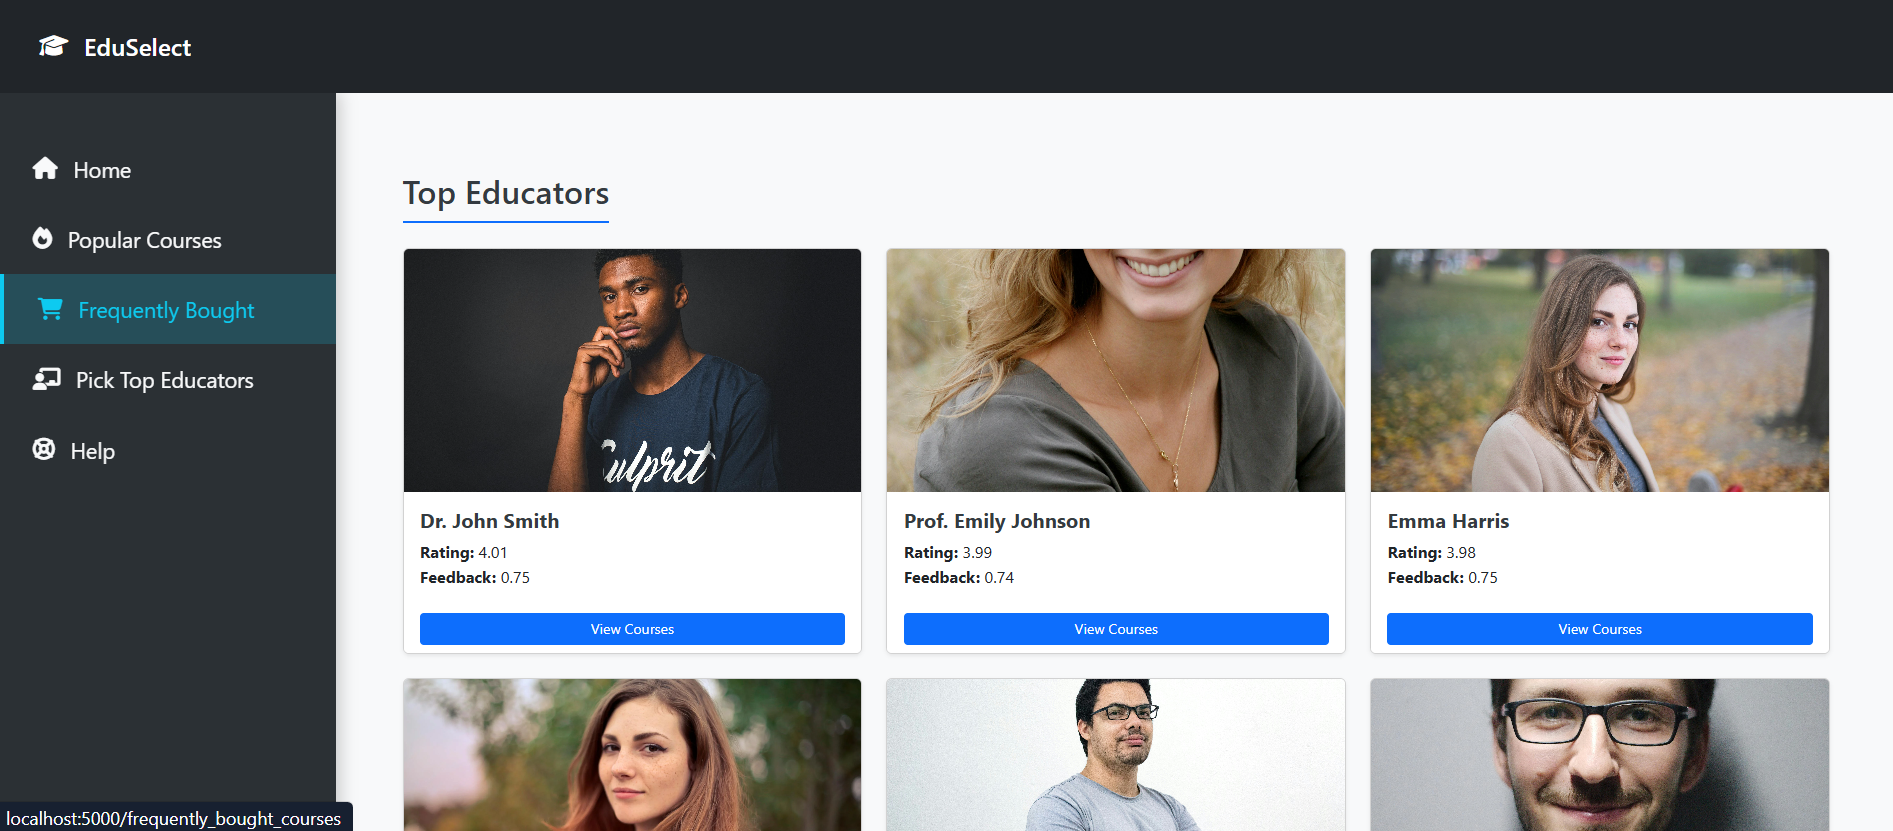 EduSelect
Home
Popular Courses
Frequently Bought
Pick Top Educators
Help
Top Educators
Culprit
Dr. John Smith
Rating: 4.01
Feedback: 0.75
View Courses
Prof. Emily Johnson
Rating: 3.99
Feedback: 0.74
View Courses
Emma Harris
Rating: 3.98
Feedback: 0.75
View Courses
localhost:5000/frequently_bought_courses